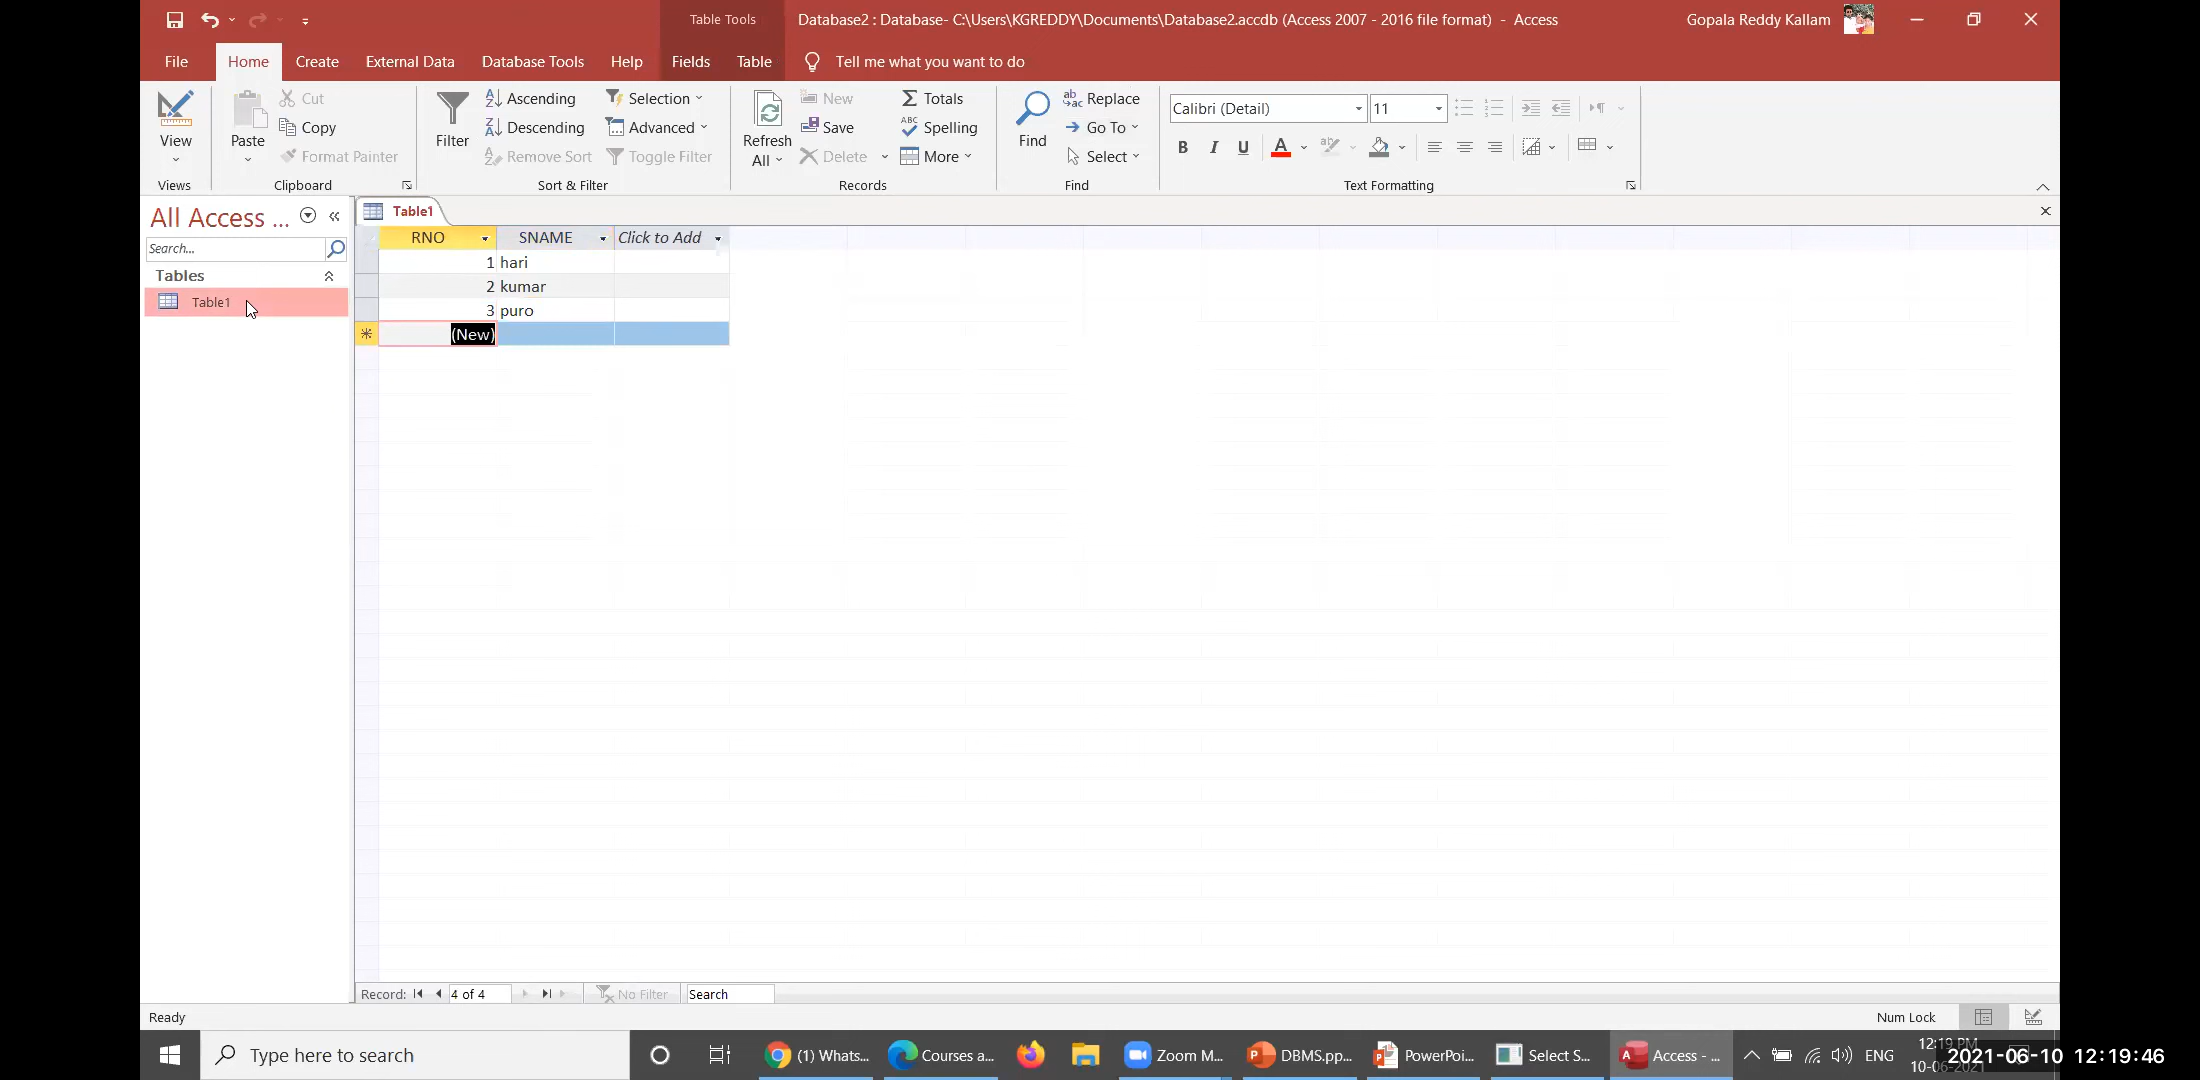 Table Tools
Database2 : Database- C:\Users\KGREDDY\Documents\Database2.accdb (Access 2007 - 2016 file format) - Access
Gopala Reddy Kallam
File Home Create External Data Database Tools Help Fields Table Tell me what you want to do
View
Views
Paste
Cut
Copy
Format Painter
Clipboard
Filter
Ascending
Descending
Remove Sort
Selection
Advanced
Toggle Filter
Sort & Filter
Refresh
All
New
Save
Delete
Totals
Spelling
More
Records
Find
Replace
Go To
Select
Find
Calibri (Detail) 11
B I U A
Text Formatting
All Access ...
Search...
Tables
Table1
Table1
RNO SNAME Click to Add
1 hari
2 kumar
3 puro
(New)
Record: 4 of 4 No Filter Search
Ready
Num Lock
Type here to search
(1) Whats...
Courses a...
Zoom M...
DBMS.pp...
PowerPoi...
Select S...
Access - ...
ENG
12:19 PM
10-06-2021
2021-06-10 12:19:46